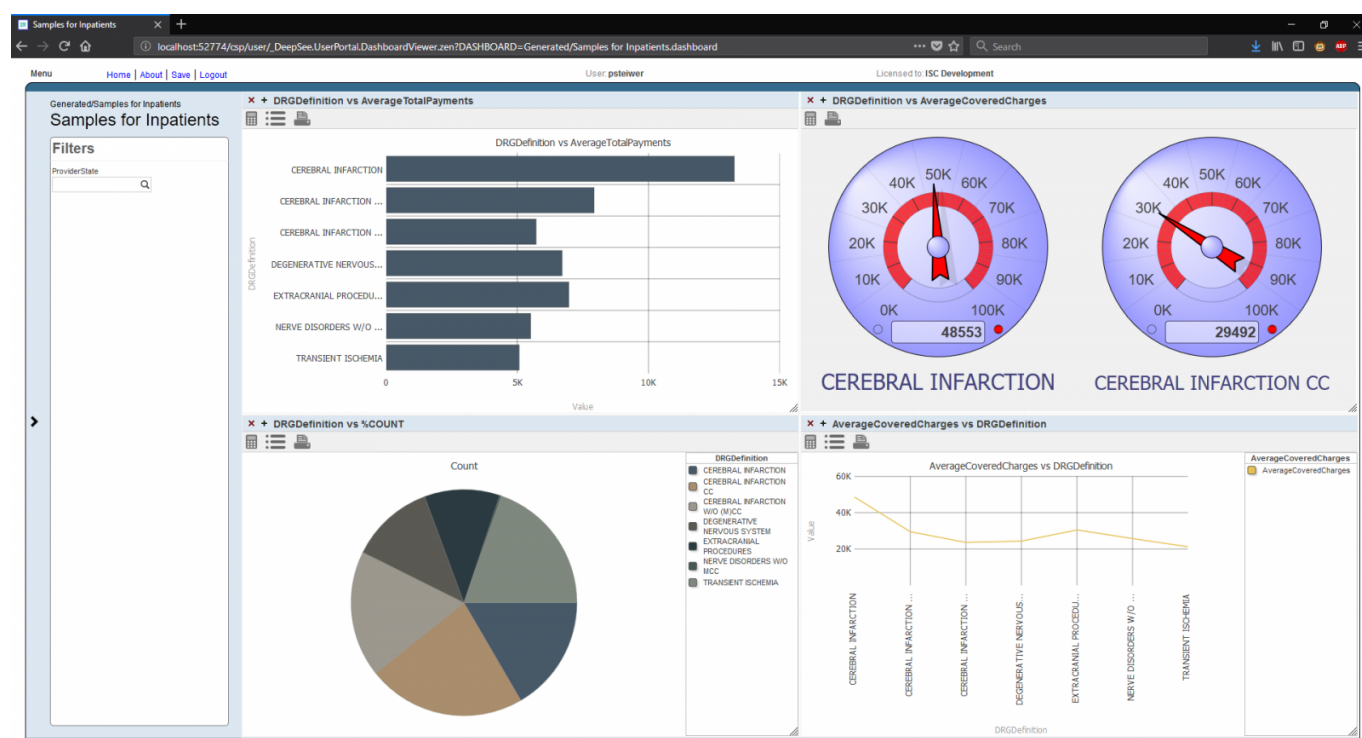 Samples for Inpatients
localhost:52774/csp/user/_DeepSee.UserPortal.DashboardViewer.zen?DASHBOARD=Generated/Samples for Inpatients.dashboard
Search
ABP
Menu
Home | About | Save | Logout
User: psteiwer
Licensed to: ISC Development
Generated/Samples for Inpatients
Samples for Inpatients
Filters
ProviderState
DRGDefinition vs AverageTotalPayments
DRGDefinition vs AverageTotalPayments
DRGDefinition
CEREBRAL INFARCTION
CEREBRAL INFARCTION ...
CEREBRAL INFARCTION ...
DEGENERATIVE NERVOUS...
EXTRACRANIAL PROCEDU...
NERVE DISORDERS W/O ...
TRANSIENT ISCHEMIA
0 5K 10K 15K
Value
DRGDefinition vs AverageCoveredCharges
0K 10K 20K 30K 40K 50K 60K 70K 80K 90K 100K
48553
CEREBRAL INFARCTION
0K 10K 20K 30K 40K 50K 60K 70K 80K 90K 100K
29492
CEREBRAL INFARCTION CC
DRGDefinition vs %COUNT
Count
DRGDefinition
CEREBRAL INFARCTION
CEREBRAL INFARCTION
CC
CEREBRAL INFARCTION
W/O (M)CC
DEGENERATIVE
NERVOUS SYSTEM
EXTRACRANIAL
PROCEDURES
NERVE DISORDERS W/O
MCC
TRANSIENT ISCHEMIA
AverageCoveredCharges vs DRGDefinition
AverageCoveredCharges vs DRGDefinition
Value
60K
40K
20K
CEREBRAL INFARCTION
CEREBRAL INFARCTION ...
CEREBRAL INFARCTION ...
DEGENERATIVE NERVOUS...
EXTRACRANIAL PROCEDU...
NERVE DISORDERS W/O ...
TRANSIENT ISCHEMIA
DRGDefinition
AverageCoveredCharges
AverageCoveredCharges